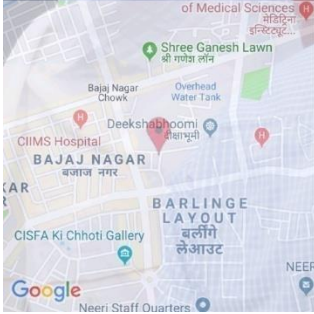 of Medical Sciences
मेडिट्रिना
इन्स्टिट्यूट...
Shree Ganesh Lawn
श्री गणेश लॉन
Bajaj Nagar
Chowk
Overhead
Water Tank
Deekshabhoomi
दीक्षाभूमी
H
H
H
CIIMS Hospital
BAJAJ NAGAR
बजाज नगर
KAR
R
BARLINGE
LAYOUT
बर्लींगे
लेआउट
CISFA Ki Chhoti Gallery
NEER
Google
Neeri Staff Quarters